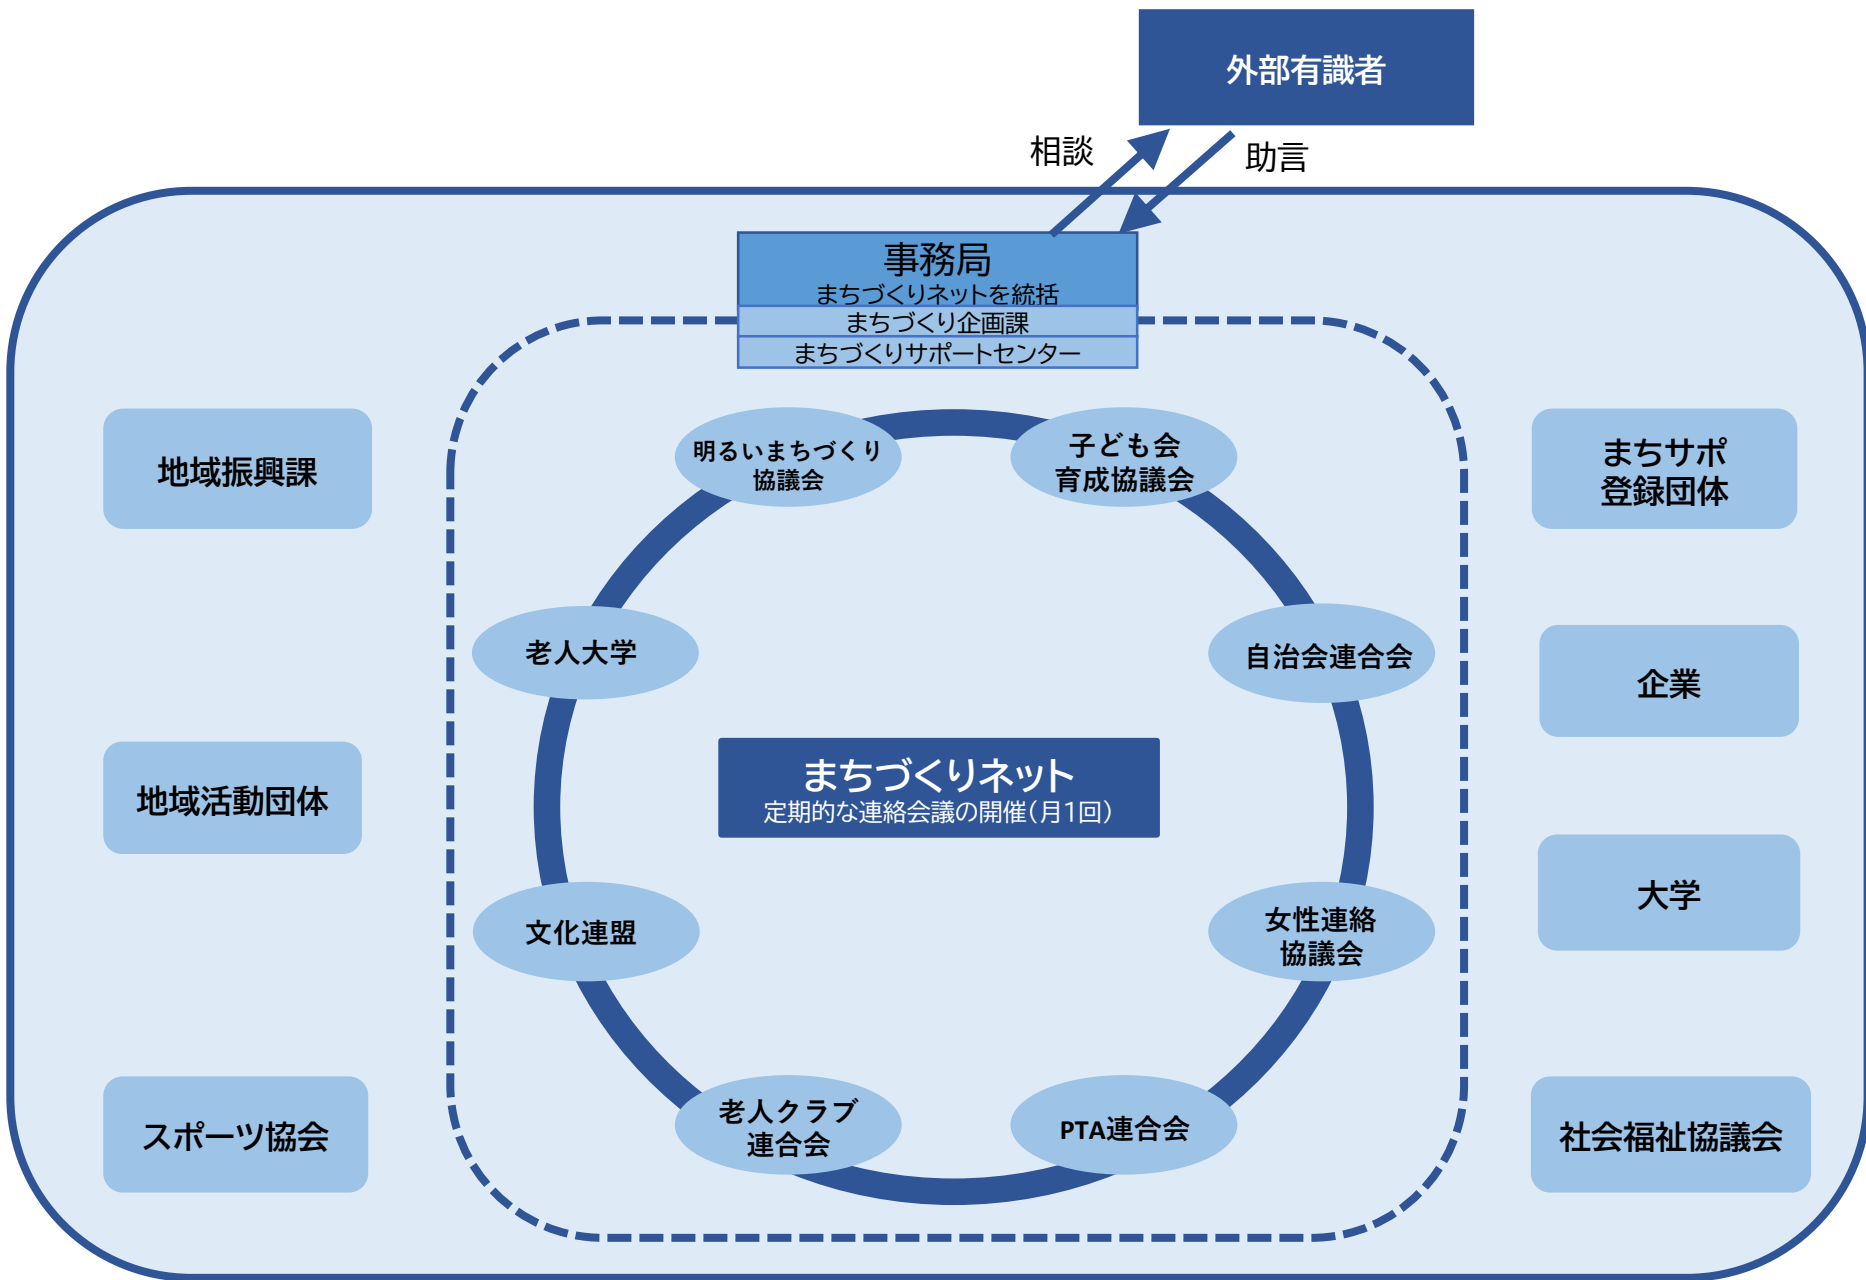 外部有識者
相談
助言
事務局
まちづくりネットを統括
まちづくり企画課
まちづくりサポートセンター
明るいまちづくり
協議会
子ども会
育成協議会
地域振興課
まちサポ
登録団体
老人大学
自治会連合会
企業
まちづくりネット
定期的な連絡会議の開催(月1回)
地域活動団体
大学
文化連盟
女性連絡
協議会
老人クラブ
連合会
PTA連合会
スポーツ協会
社会福祉協議会